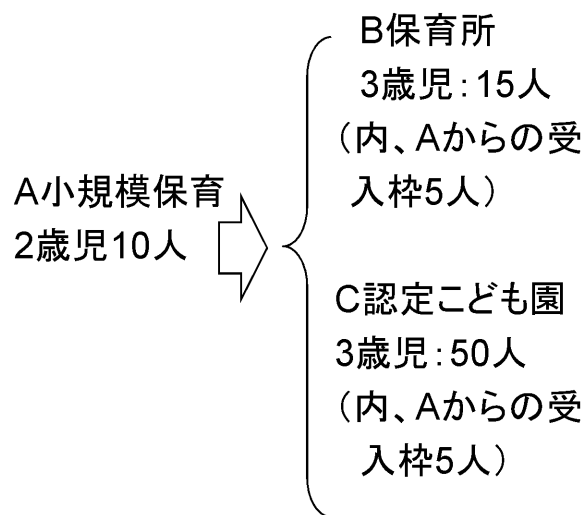 A小規模保育
2歳児10人
B保育所
3歳児：15人
（内、Aからの受
入枠5人）
C認定こども園
3歳児：50人
（内、Aからの受
入枠5人）